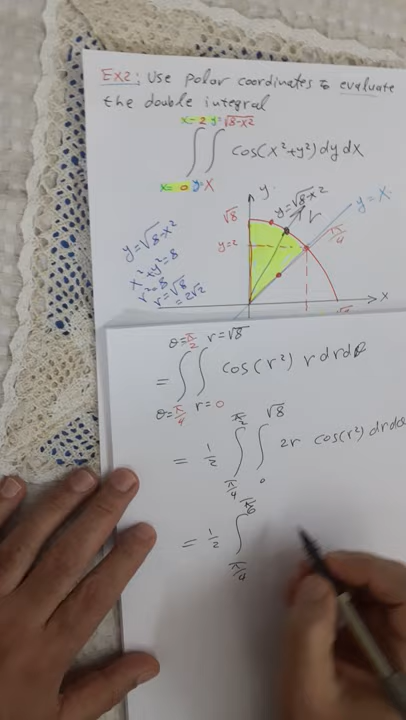 EX2: Use polar coordinates to evaluate
the double integral
x=2 y=√(8-x²)
∫∫ cos(x²+y²) dy dx
x=0 y=x
y
y=√(8-x²)
y=x
√8
r
π/4
y=2
x
y=√(8-x²)
x²+y²=8
r²=8
r=√8
=2√2
θ=π/2 r=√8
= ∫∫ cos(r²) r dr dθ
θ=π/4 r=0
π/2 √8
= 1/2 ∫∫ 2r cos(r²) dr dθ
π/4 0
= 1/2 ∫
π/4